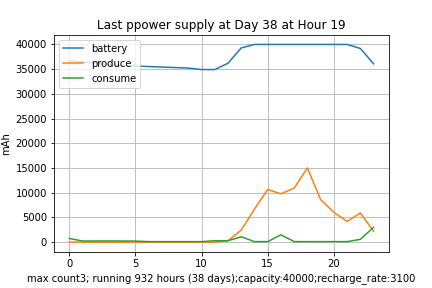 Last ppower supply at Day 38 at Hour 19
40000
35000
30000
25000
20000
15000
10000
5000
0
mAh
battery
produce
consume
0 5 10 15 20
max count3; running 932 hours (38 days);capacity:40000;recharge_rate:3100